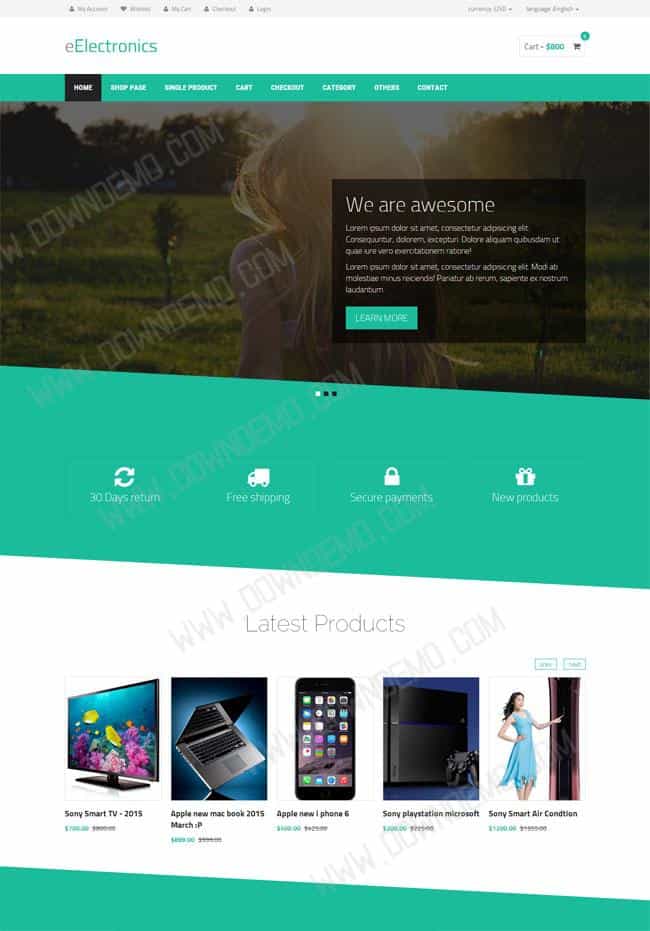 My Account Wishlist My Cart Checkout Login currency :USD language :English
eElectronics
Cart - $800
HOME SHOP PAGE SINGLE PRODUCT CART CHECKOUT CATEGORY OTHERS CONTACT
We are awesome
Lorem ipsum dolor sit amet, consectetur adipisicing elit.
Consequuntur, dolorem, excepturi. Dolore aliquam quibusdam ut
quae iure vero exercitationem ratione!
Lorem ipsum dolor sit amet, consectetur adipisicing elit. Modi ab
molestiae minus reiciendis! Pariatur ab rerum, sapiente ex nostrum
laudantium.
LEARN MORE
30 Days return Free shipping Secure payments New products
Latest Products
prev next
Sony Smart TV - 2015 Apple new mac book 2015 Apple new i phone 6 Sony playstation microsoft Sony Smart Air Condtion
March :P
$700.00 $800.00 $899.00 $999.00 $425.00 $200.00 $225.00 $1200.00 $1355.00
WWW.DOWNDEMO.COM